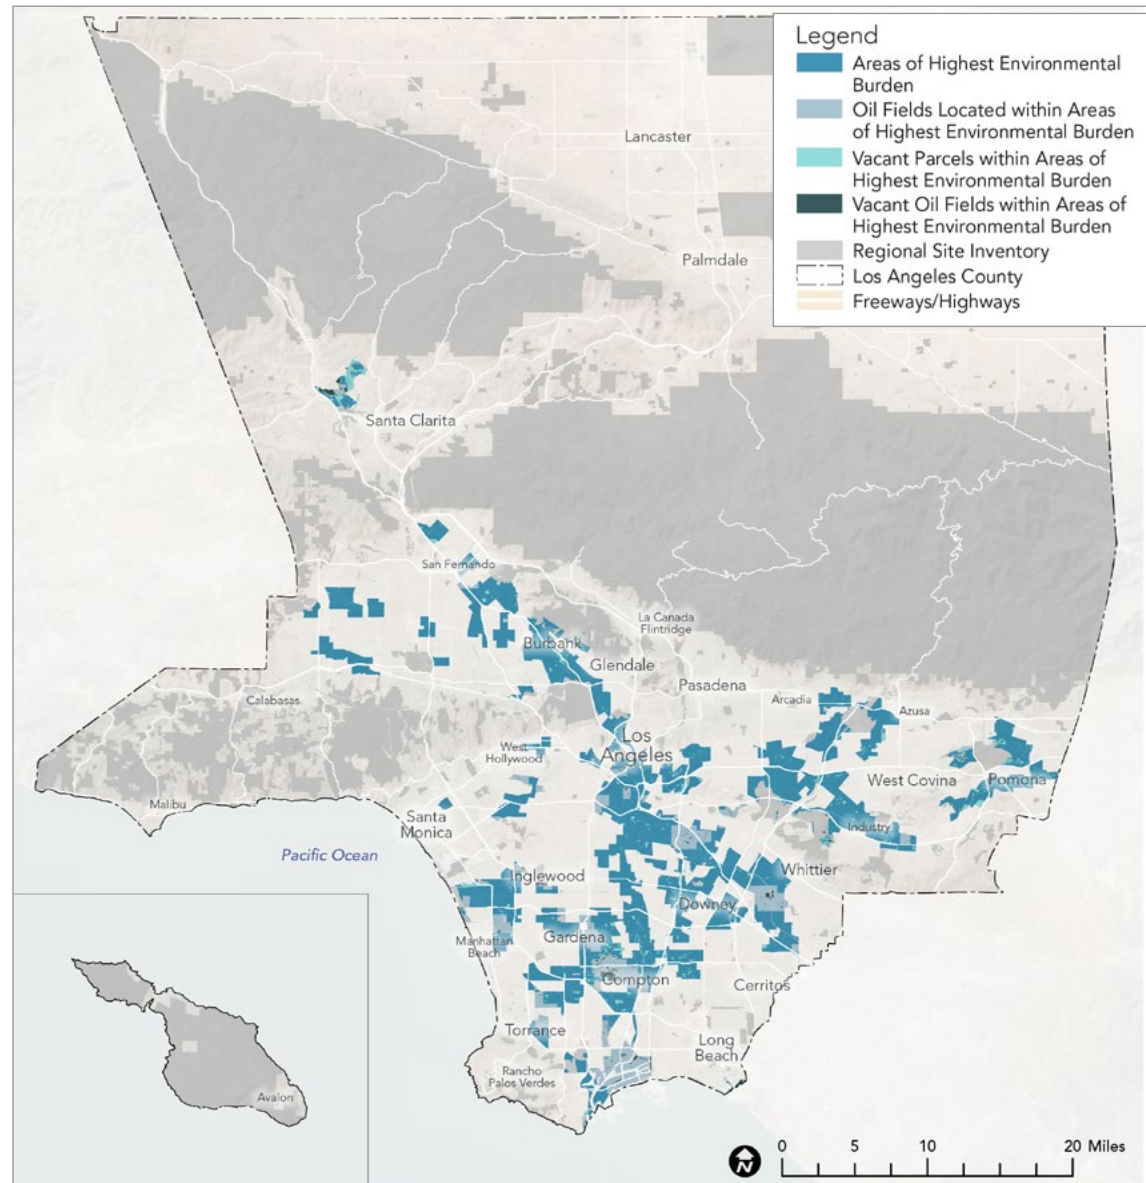 Legend
Areas of Highest Environmental
Burden
Oil Fields Located within Areas
of Highest Environmental Burden
Vacant Parcels within Areas of
Highest Environmental Burden
Vacant Oil Fields within Areas of
Highest Environmental Burden
Regional Site Inventory
Los Angeles County
Freeways/Highways
Lancaster
Palmdale
Santa Clarita
San Fernando
La Canada
Flintridge
Burbank
Glendale
Pasadena
Calabasas
Arcadia
Azusa
Los
Angeles
West
Hollywood
West Covina
Pomona
Malibu
Santa
Monica
Industry
Pacific Ocean
Whittier
Inglewood
Downey
Gardena
Manhattan
Beach
Compton
Cerritos
Torrance
Long
Beach
Rancho
Palos Verdes
Avalon
N
0 5 10 20 Miles